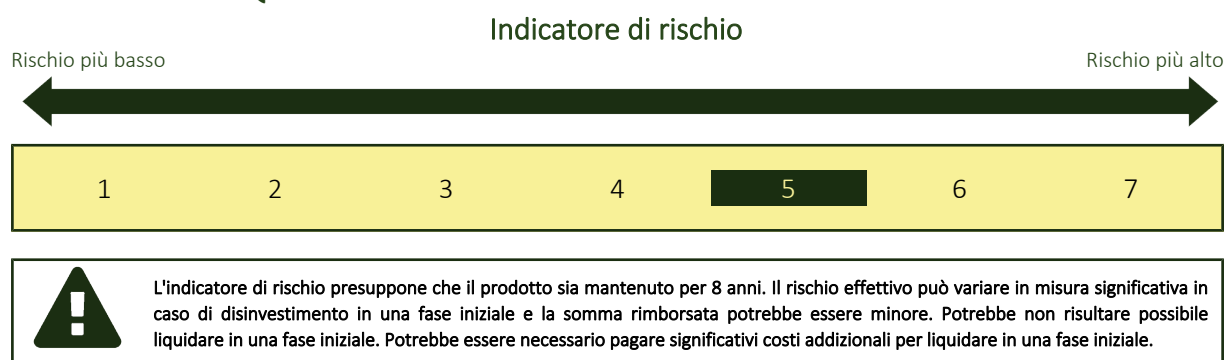 Indicatore di rischio
Rischio più basso
Rischio più alto
1 2 3 4 5 6 7
L'indicatore di rischio presuppone che il prodotto sia mantenuto per 8 anni. Il rischio effettivo può variare in misura significativa in
caso di disinvestimento in una fase iniziale e la somma rimborsata potrebbe essere minore. Potrebbe non risultare possibile
liquidare in una fase iniziale. Potrebbe essere necessario pagare significativi costi addizionali per liquidare in una fase iniziale.